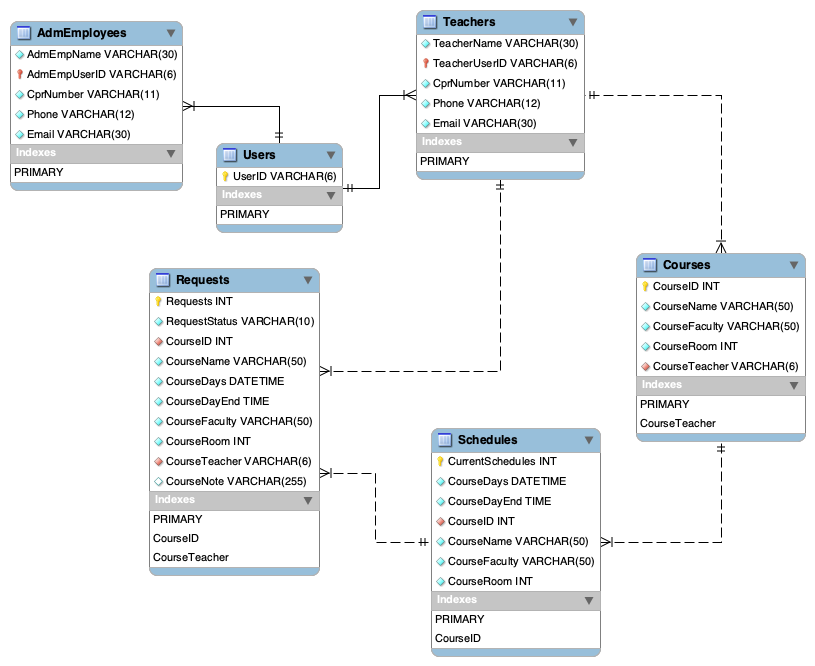 AdmEmployees
AdmEmpName VARCHAR(30)
AdmEmpUserID VARCHAR(6)
CprNumber VARCHAR(11)
Phone VARCHAR(12)
Email VARCHAR(30)
Indexes
PRIMARY
Users
UserID VARCHAR(6)
Indexes
PRIMARY
Teachers
TeacherName VARCHAR(30)
TeacherUserID VARCHAR(6)
CprNumber VARCHAR(11)
Phone VARCHAR(12)
Email VARCHAR(30)
Indexes
PRIMARY
Courses
CourseID INT
CourseName VARCHAR(50)
CourseFaculty VARCHAR(50)
CourseRoom INT
CourseTeacher VARCHAR(6)
Indexes
PRIMARY
CourseTeacher
Requests
Requests INT
RequestStatus VARCHAR(10)
CourseID INT
CourseName VARCHAR(50)
CourseDays DATETIME
CourseDayEnd TIME
CourseFaculty VARCHAR(50)
CourseRoom INT
CourseTeacher VARCHAR(6)
CourseNote VARCHAR(255)
Indexes
PRIMARY
CourseID
CourseTeacher
Schedules
CurrentSchedules INT
CourseDays DATETIME
CourseDayEnd TIME
CourseID INT
CourseName VARCHAR(50)
CourseFaculty VARCHAR(50)
CourseRoom INT
Indexes
PRIMARY
CourseID